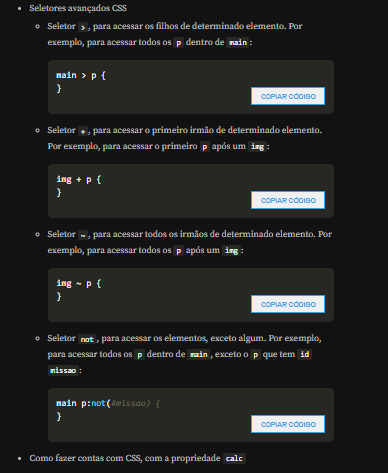 Seletores avançados CSS
Seletor >, para acessar os filhos de determinado elemento. Por
exemplo, para acessar todos os p dentro de main:
main > p {
}
COPIAR CÓDIGO
Seletor +, para acessar o primeiro irmão de determinado elemento.
Por exemplo, para acessar o primeiro p após um img:
img + p {
}
COPIAR CÓDIGO
Seletor ~, para acessar todos os irmãos de determinado elemento. Por
exemplo, para acessar todos os p após um img:
img ~ p {
}
COPIAR CÓDIGO
Seletor not, para acessar os elementos, exceto algum. Por exemplo,
para acessar todos os p dentro de main, exceto o p que tem id
missao:
main p:not(#missao) {
}
COPIAR CÓDIGO
Como fazer contas com CSS, com a propriedade calc